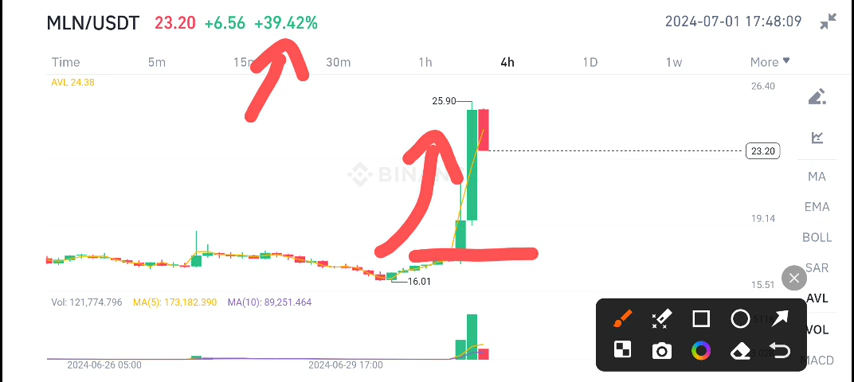 MLN/USDT 23.20 +6.56 +39.42% 2024-07-01 17:48:09
Time 5m 15m 30m 1h 4h 1D 1w More
AVL 24.38
26.40
25.90
23.20
BINAN
MA
EMA
19.14
BOLL
SAR
16.01
15.51
AVL
Vol: 121,774.796 MA(5): 173,182.390 MA(10): 89,251.464
VOL
MACD
2024-06-26 05:00 2024-06-29 17:00